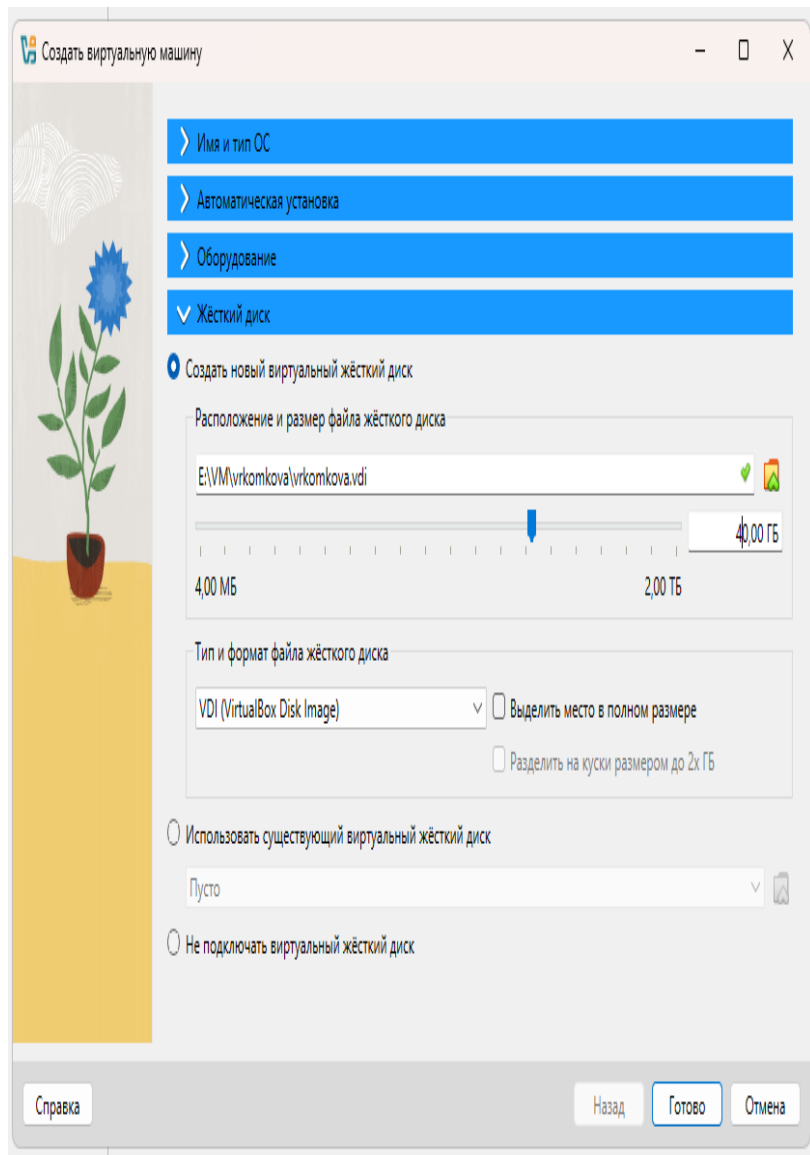 Создать виртуальную машину
Имя и тип ОС
Автоматическая установка
Оборудование
Жёсткий диск
Создать новый виртуальный жёсткий диск
Расположение и размер файла жёсткого диска
E:\VM\vrkomkova\vrkomkova.vdi
40,00 ГБ
4,00 МБ 2,00 ТБ
Тип и формат файла жёсткого диска
VDI (VirtualBox Disk Image) Выделить место в полном размере
Разделить на куски размером до 2х ГБ
Использовать существующий виртуальный жёсткий диск
Пусто
Не подключать виртуальный жёсткий диск
Справка Назад Готово Отмена